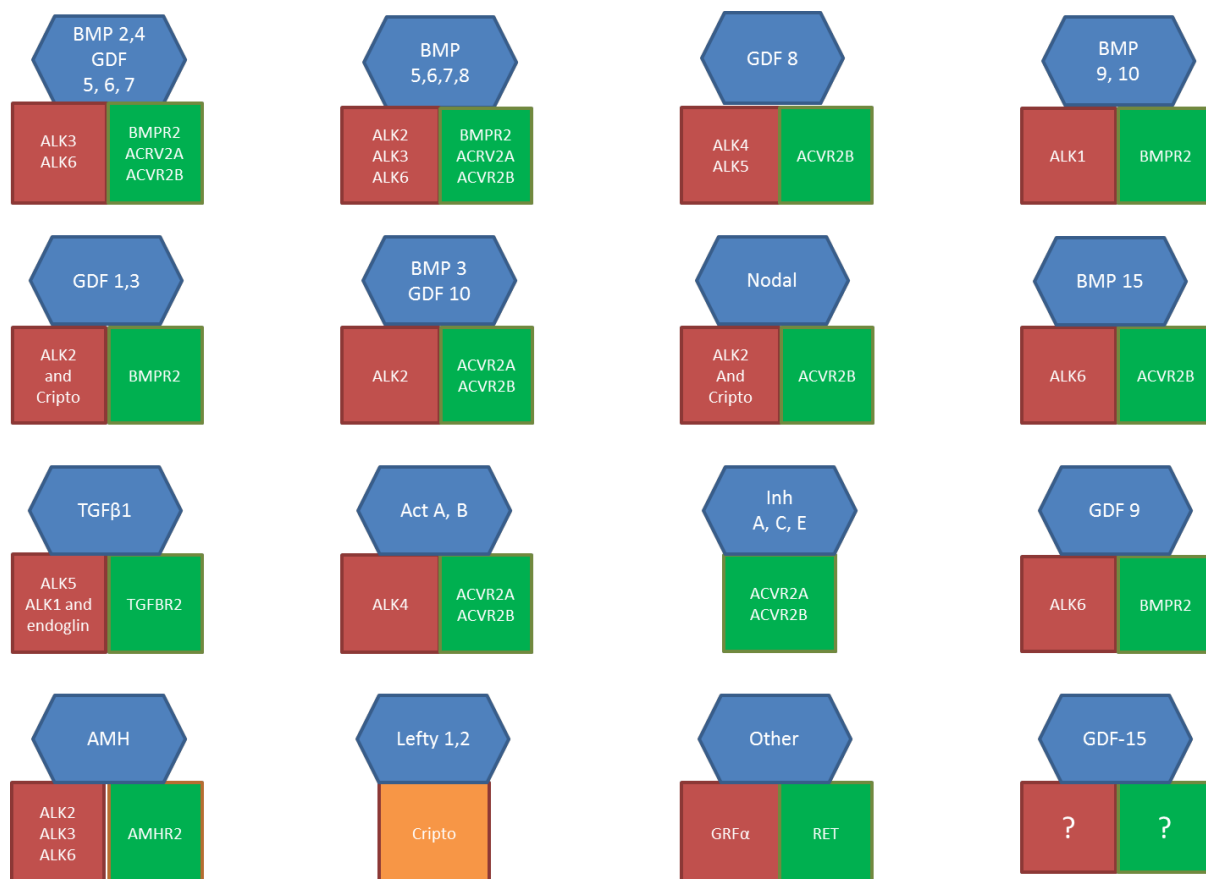 BMP 2,4
GDF
5, 6, 7
ALK3
ALK6
BMPR2
ACRV2A
ACVR2B
BMP
5,6,7,8
ALK2
ALK3
ALK6
BMPR2
ACRV2A
ACVR2B
GDF 8
ALK4
ALK5
ACVR2B
BMP
9, 10
ALK1
BMPR2
GDF 1,3
ALK2
and
Cripto
BMPR2
BMP 3
GDF 10
ALK2
ACVR2A
ACVR2B
Nodal
ALK2
And
Cripto
ACVR2B
BMP 15
ALK6
ACVR2B
TGFβ1
ALK5
ALK1 and
endoglin
TGFBR2
Act A, B
ALK4
ACVR2A
ACVR2B
Inh
A, C, E
ACVR2A
ACVR2B
GDF 9
ALK6
BMPR2
AMH
ALK2
ALK3
ALK6
AMHR2
Lefty 1,2
Cripto
Other
GRFα
RET
GDF-15
?
?